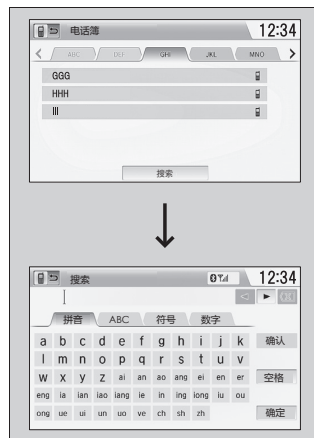 电话簿 12:34
ABC DEF GHI JKL MNO
GGG
HHH
III
搜索
搜索 12:34
拼音 ABC 符号 数字
a b c d e f g h i j k 确认
l m n o p q r s t u v
w x y z ai an ao ang ei en er 空格
eng ia ian iao iang ie in ing iong iu ou
ong ue ui un uo ve ch sh zh 确定